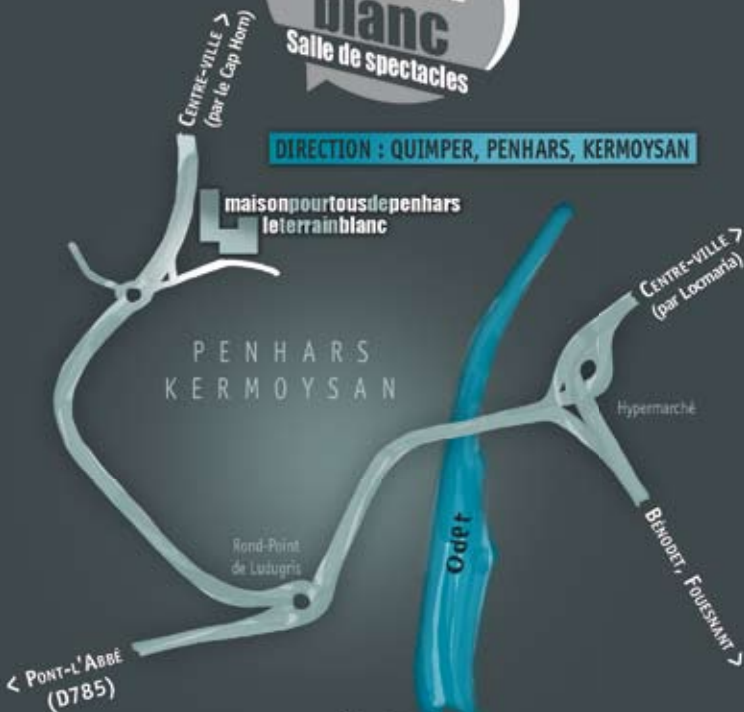 blanc
Salle de spectacles
CENTRE-VILLE >
(par le Cap Horn)
DIRECTION : QUIMPER, PENHARS, KERMOYSAN
maisonpourtousdepenhars
leterrainblanc
CENTRE-VILLE >
(par Locmaria)
PENHARS
KERMOYSAN
Hypermarché
Odet
Rond-Point
de Ludugris
BÉNODET, FOUESNANT >
< PONT-L'ABBÉ
(D785)